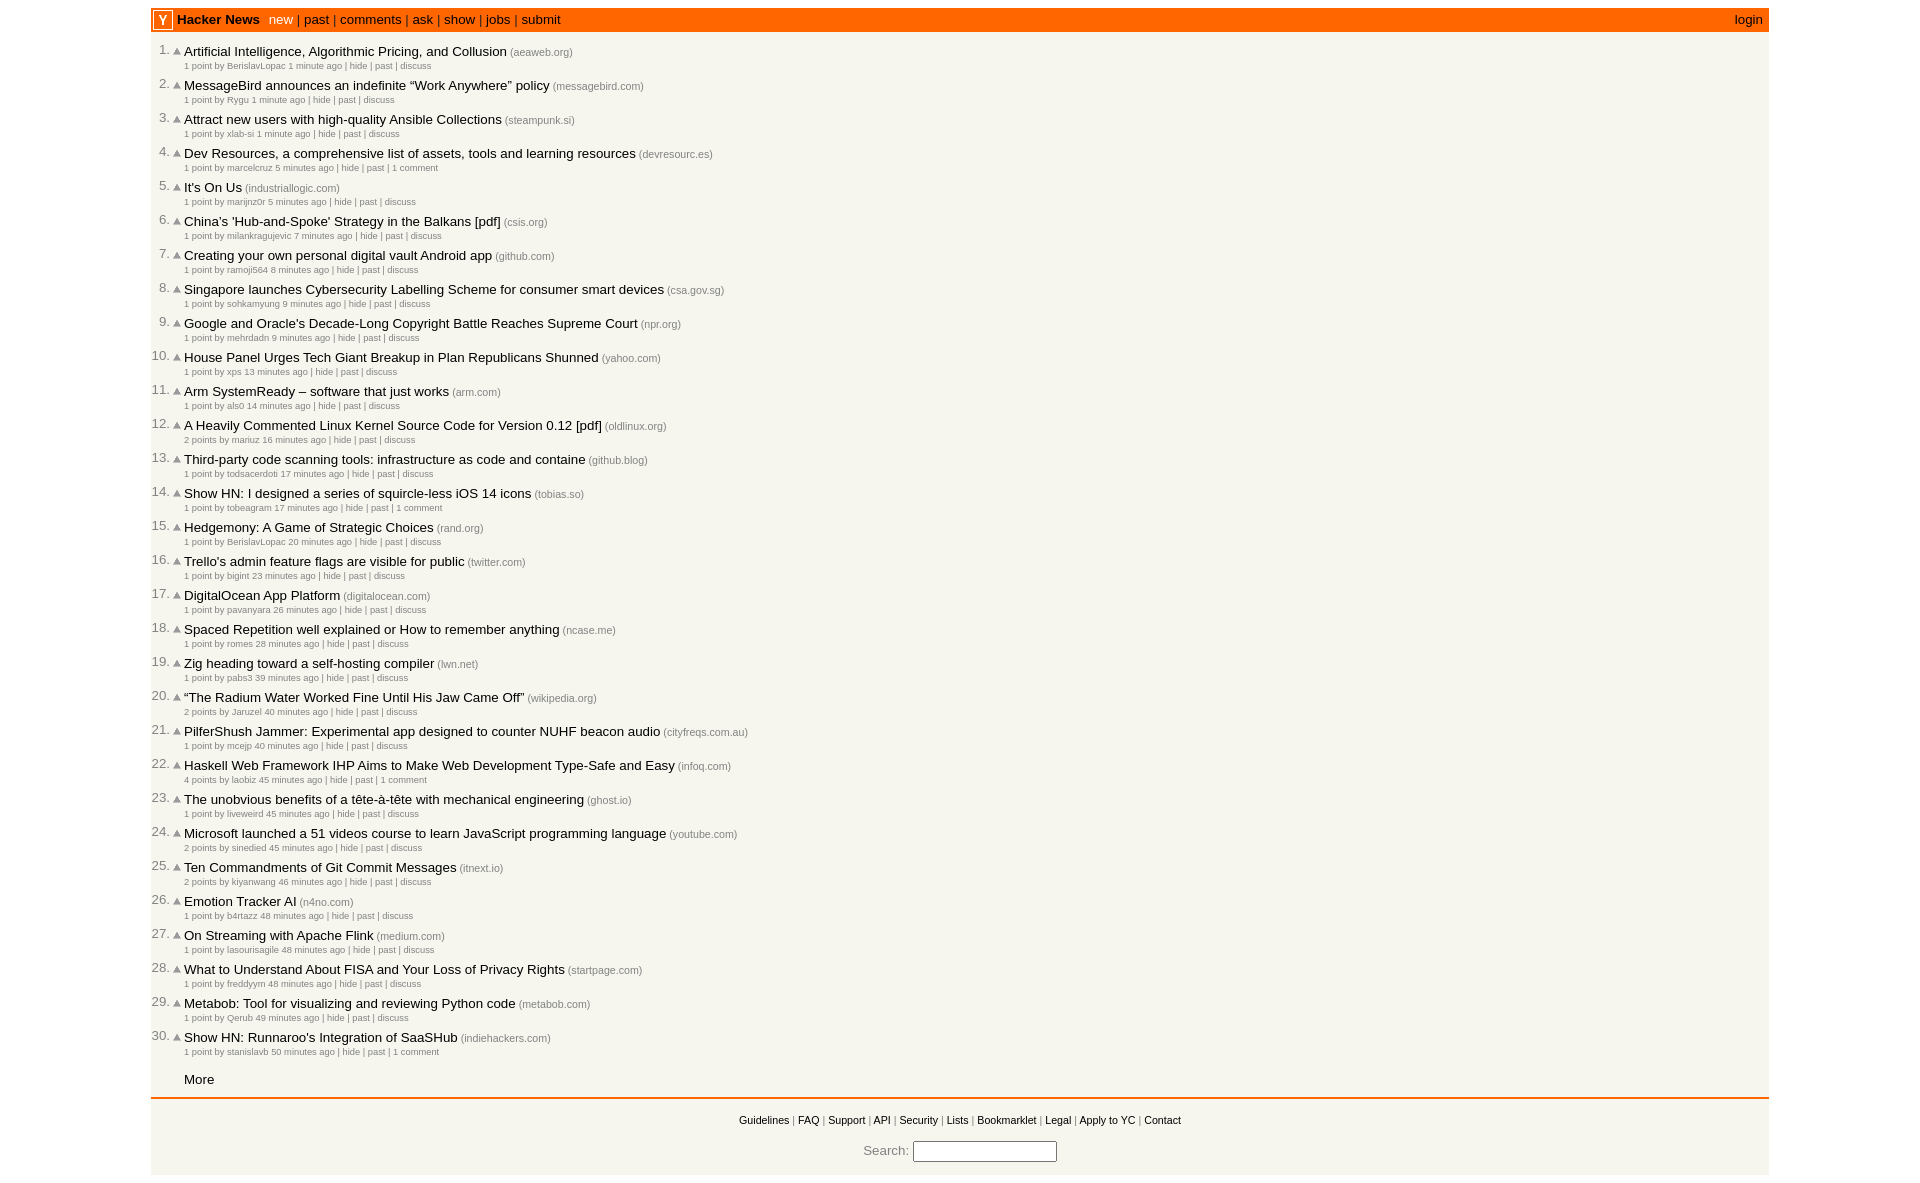 Y Hacker News new | past | comments | ask | show | jobs | submit login
1. Artificial Intelligence, Algorithmic Pricing, and Collusion (aeaweb.org)
1 point by BerislavLopac 1 minute ago | hide | past | discuss
2. MessageBird announces an indefinite “Work Anywhere” policy (messagebird.com)
1 point by Rygu 1 minute ago | hide | past | discuss
3. Attract new users with high-quality Ansible Collections (steampunk.si)
1 point by xlab-si 1 minute ago | hide | past | discuss
4. Dev Resources, a comprehensive list of assets, tools and learning resources (devresourc.es)
1 point by marcelcruz 5 minutes ago | hide | past | 1 comment
5. It's On Us (industriallogic.com)
1 point by marijnz0r 5 minutes ago | hide | past | discuss
6. China’s 'Hub-and-Spoke' Strategy in the Balkans [pdf] (csis.org)
1 point by milankragujevic 7 minutes ago | hide | past | discuss
7. Creating your own personal digital vault Android app (github.com)
1 point by ramoji564 8 minutes ago | hide | past | discuss
8. Singapore launches Cybersecurity Labelling Scheme for consumer smart devices (csa.gov.sg)
1 point by sohkamyung 9 minutes ago | hide | past | discuss
9. Google and Oracle's Decade-Long Copyright Battle Reaches Supreme Court (npr.org)
1 point by mehrdadn 9 minutes ago | hide | past | discuss
10. House Panel Urges Tech Giant Breakup in Plan Republicans Shunned (yahoo.com)
1 point by xps 13 minutes ago | hide | past | discuss
11. Arm SystemReady – software that just works (arm.com)
1 point by als0 14 minutes ago | hide | past | discuss
12. A Heavily Commented Linux Kernel Source Code for Version 0.12 [pdf] (oldlinux.org)
2 points by mariuz 16 minutes ago | hide | past | discuss
13. Third-party code scanning tools: infrastructure as code and containe (github.blog)
1 point by todsacerdoti 17 minutes ago | hide | past | discuss
14. Show HN: I designed a series of squircle-less iOS 14 icons (tobias.so)
1 point by tobeagram 17 minutes ago | hide | past | 1 comment
15. Hedgemony: A Game of Strategic Choices (rand.org)
1 point by BerislavLopac 20 minutes ago | hide | past | discuss
16. Trello's admin feature flags are visible for public (twitter.com)
1 point by bigint 23 minutes ago | hide | past | discuss
17. DigitalOcean App Platform (digitalocean.com)
1 point by pavanyara 26 minutes ago | hide | past | discuss
18. Spaced Repetition well explained or How to remember anything (ncase.me)
1 point by romes 28 minutes ago | hide | past | discuss
19. Zig heading toward a self-hosting compiler (lwn.net)
1 point by pabs3 39 minutes ago | hide | past | discuss
20. “The Radium Water Worked Fine Until His Jaw Came Off” (wikipedia.org)
2 points by Jaruzel 40 minutes ago | hide | past | discuss
21. PilferShush Jammer: Experimental app designed to counter NUHF beacon audio (cityfreqs.com.au)
1 point by mcejp 40 minutes ago | hide | past | discuss
22. Haskell Web Framework IHP Aims to Make Web Development Type-Safe and Easy (infoq.com)
4 points by laobiz 45 minutes ago | hide | past | 1 comment
23. The unobvious benefits of a tête-à-tête with mechanical engineering (ghost.io)
1 point by liveweird 45 minutes ago | hide | past | discuss
24. Microsoft launched a 51 videos course to learn JavaScript programming language (youtube.com)
2 points by sinedied 45 minutes ago | hide | past | discuss
25. Ten Commandments of Git Commit Messages (itnext.io)
2 points by kiyanwang 46 minutes ago | hide | past | discuss
26. Emotion Tracker AI (n4no.com)
1 point by b4rtazz 48 minutes ago | hide | past | discuss
27. On Streaming with Apache Flink (medium.com)
1 point by lasourisagile 48 minutes ago | hide | past | discuss
28. What to Understand About FISA and Your Loss of Privacy Rights (startpage.com)
1 point by freddyym 48 minutes ago | hide | past | discuss
29. Metabob: Tool for visualizing and reviewing Python code (metabob.com)
1 point by Qerub 49 minutes ago | hide | past | discuss
30. Show HN: Runnaroo's Integration of SaaSHub (indiehackers.com)
1 point by stanislavb 50 minutes ago | hide | past | 1 comment
More
Guidelines | FAQ | Support | API | Security | Lists | Bookmarklet | Legal | Apply to YC | Contact
Search: